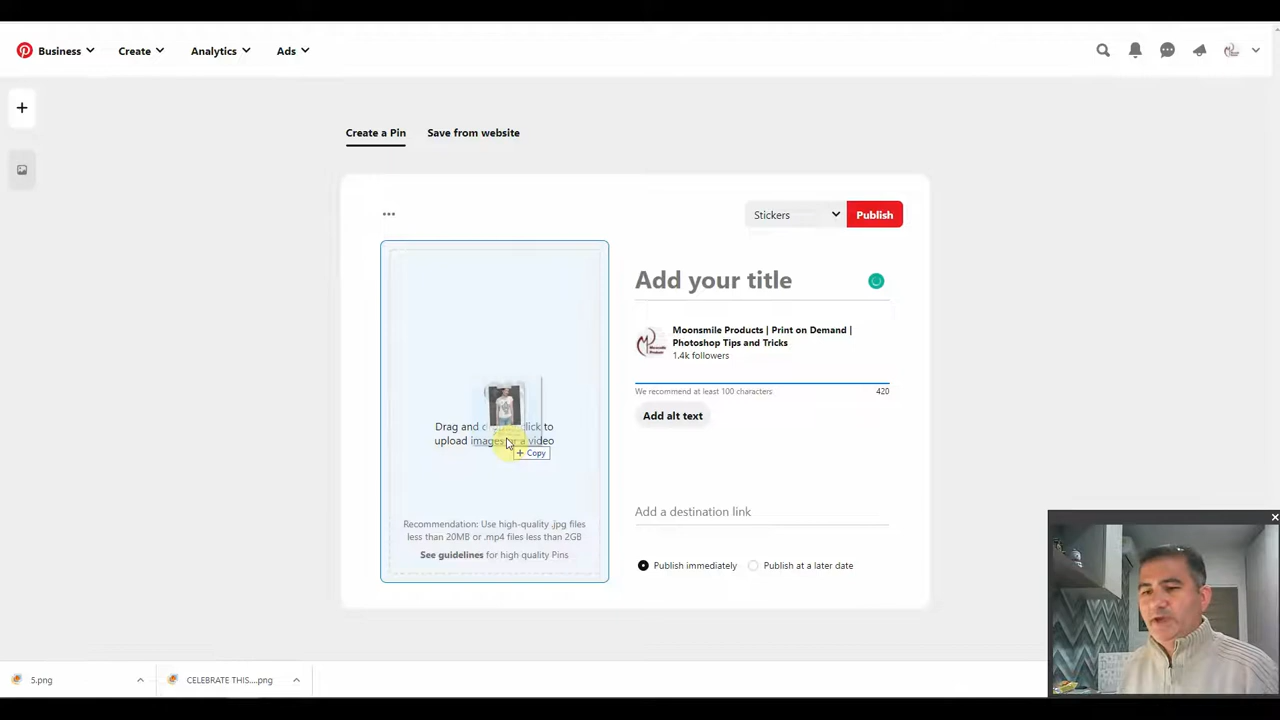 Business
Create
Analytics
Ads
Create a Pin
Save from website
Stickers
Publish
Add your title
Moonsmile Products | Print on Demand |
Photoshop Tips and Tricks
1.4k followers
We recommend at least 100 characters
420
Add alt text
Drag and click to
upload images or a video
+ Copy
Recommendation: Use high-quality .jpg files
less than 20MB or .mp4 files less than 2GB
See guidelines for high quality Pins
Add a destination link
Publish immediately
Publish at a later date
5.png
CELEBRATE THIS....png